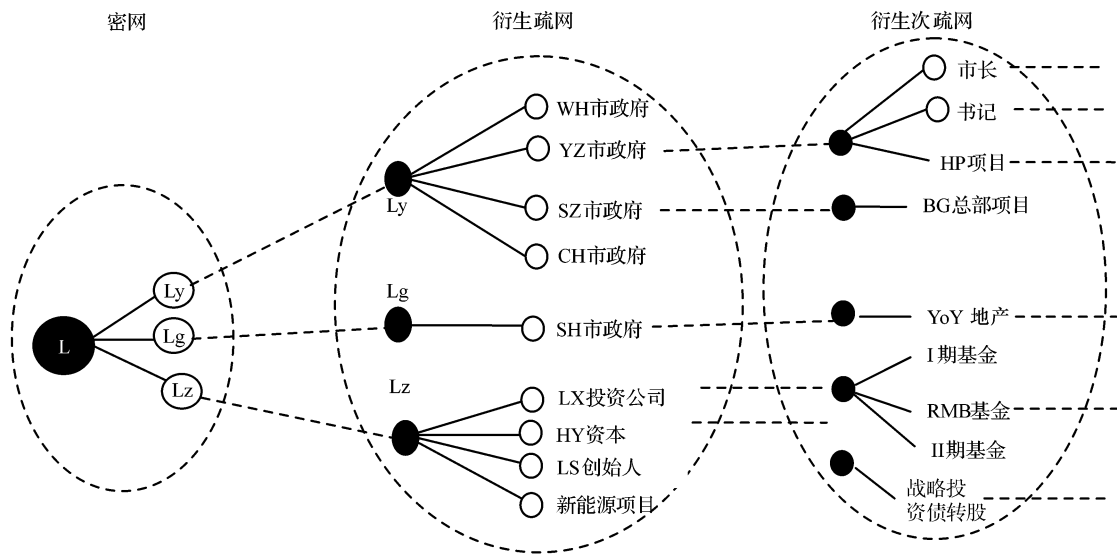 密网
衍生疏网
衍生次疏网
L
Ly
Lg
Lz
Ly
WH市政府
YZ市政府
SZ市政府
CH市政府
Lg
SH市政府
Lz
LX投资公司
HY资本
LS创始人
新能源项目
市长
书记
HP项目
BG总部项目
YoY 地产
I期基金
RMB基金
II期基金
战略投
资债转股